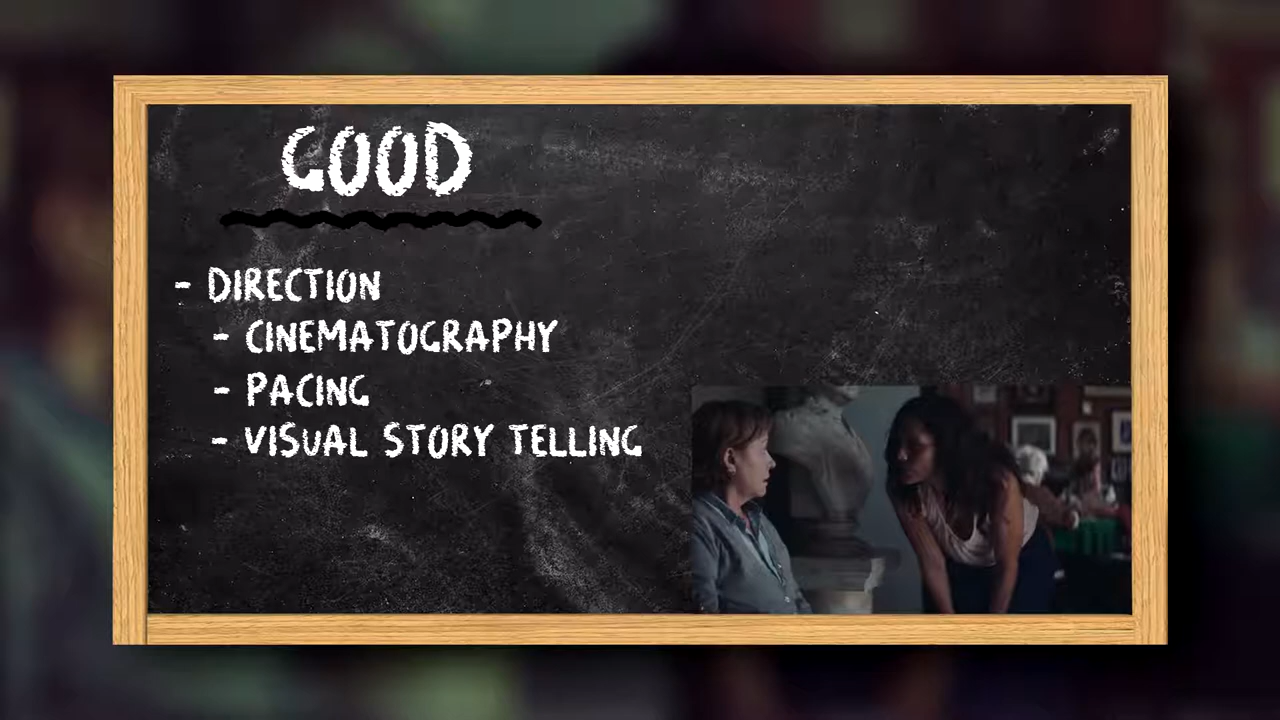 GOOD
- DIRECTION
- CINEMATOGRAPHY
- PACING
- VISUAL STORY TELLING